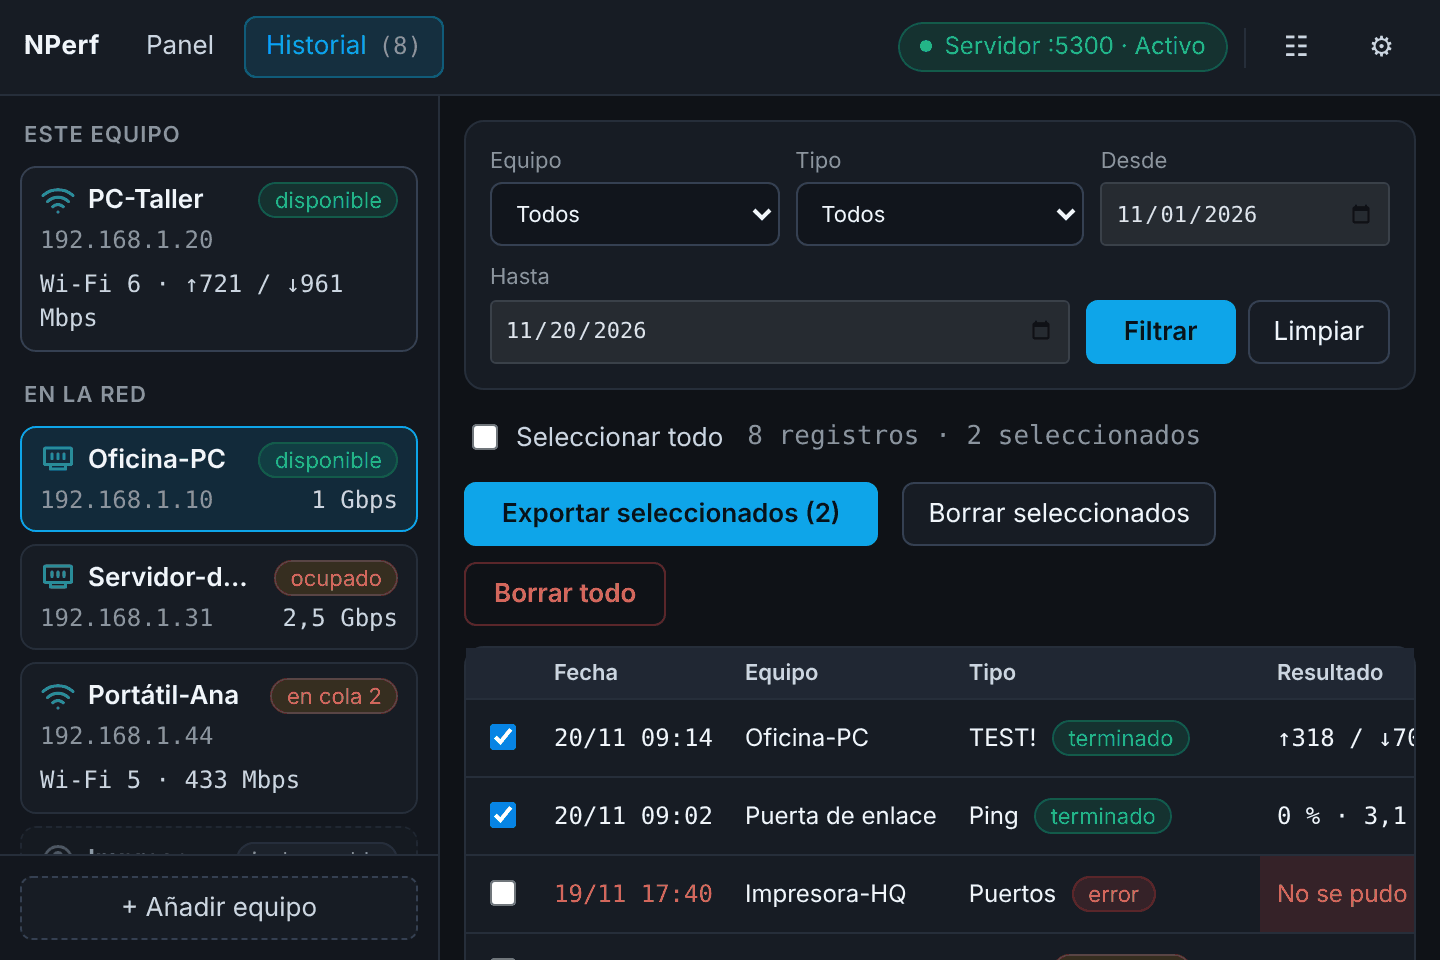 NPerf
Panel
Historial (8)
Servidor :5300 · Activo
ESTE EQUIPO
PC-Taller
disponible
192.168.1.20
Wi-Fi 6 · ↑721 / ↓961
Mbps
EN LA RED
Oficina-PC
disponible
192.168.1.10
1 Gbps
Servidor-d...
ocupado
192.168.1.31
2,5 Gbps
Portátil-Ana
en cola 2
192.168.1.44
Wi-Fi 5 · 433 Mbps
+ Añadir equipo
Equipo
Tipo
Desde
Todos
Todos
11/01/2026
Hasta
11/20/2026
Filtrar
Limpiar
Seleccionar todo
8 registros · 2 seleccionados
Exportar seleccionados (2)
Borrar seleccionados
Borrar todo
Fecha Equipo Tipo Resultado
20/11 09:14 Oficina-PC TEST! terminado ↑318 / ↓70
20/11 09:02 Puerta de enlace Ping terminado 0 % · 3,1
19/11 17:40 Impresora-HQ Puertos error No se pudo